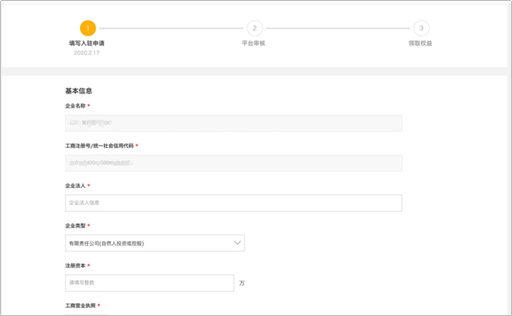 1
2
3
填写入驻申请
平台审核
领取权益
2020.2.17
基本信息
企业名称 *
工商注册号/统一社会信用代码 *
企业法人 *
企业法人信息
企业类型 *
有限责任公司(自然人投资或控股)
注册资本 *
请填写整数
万
工商营业执照 *